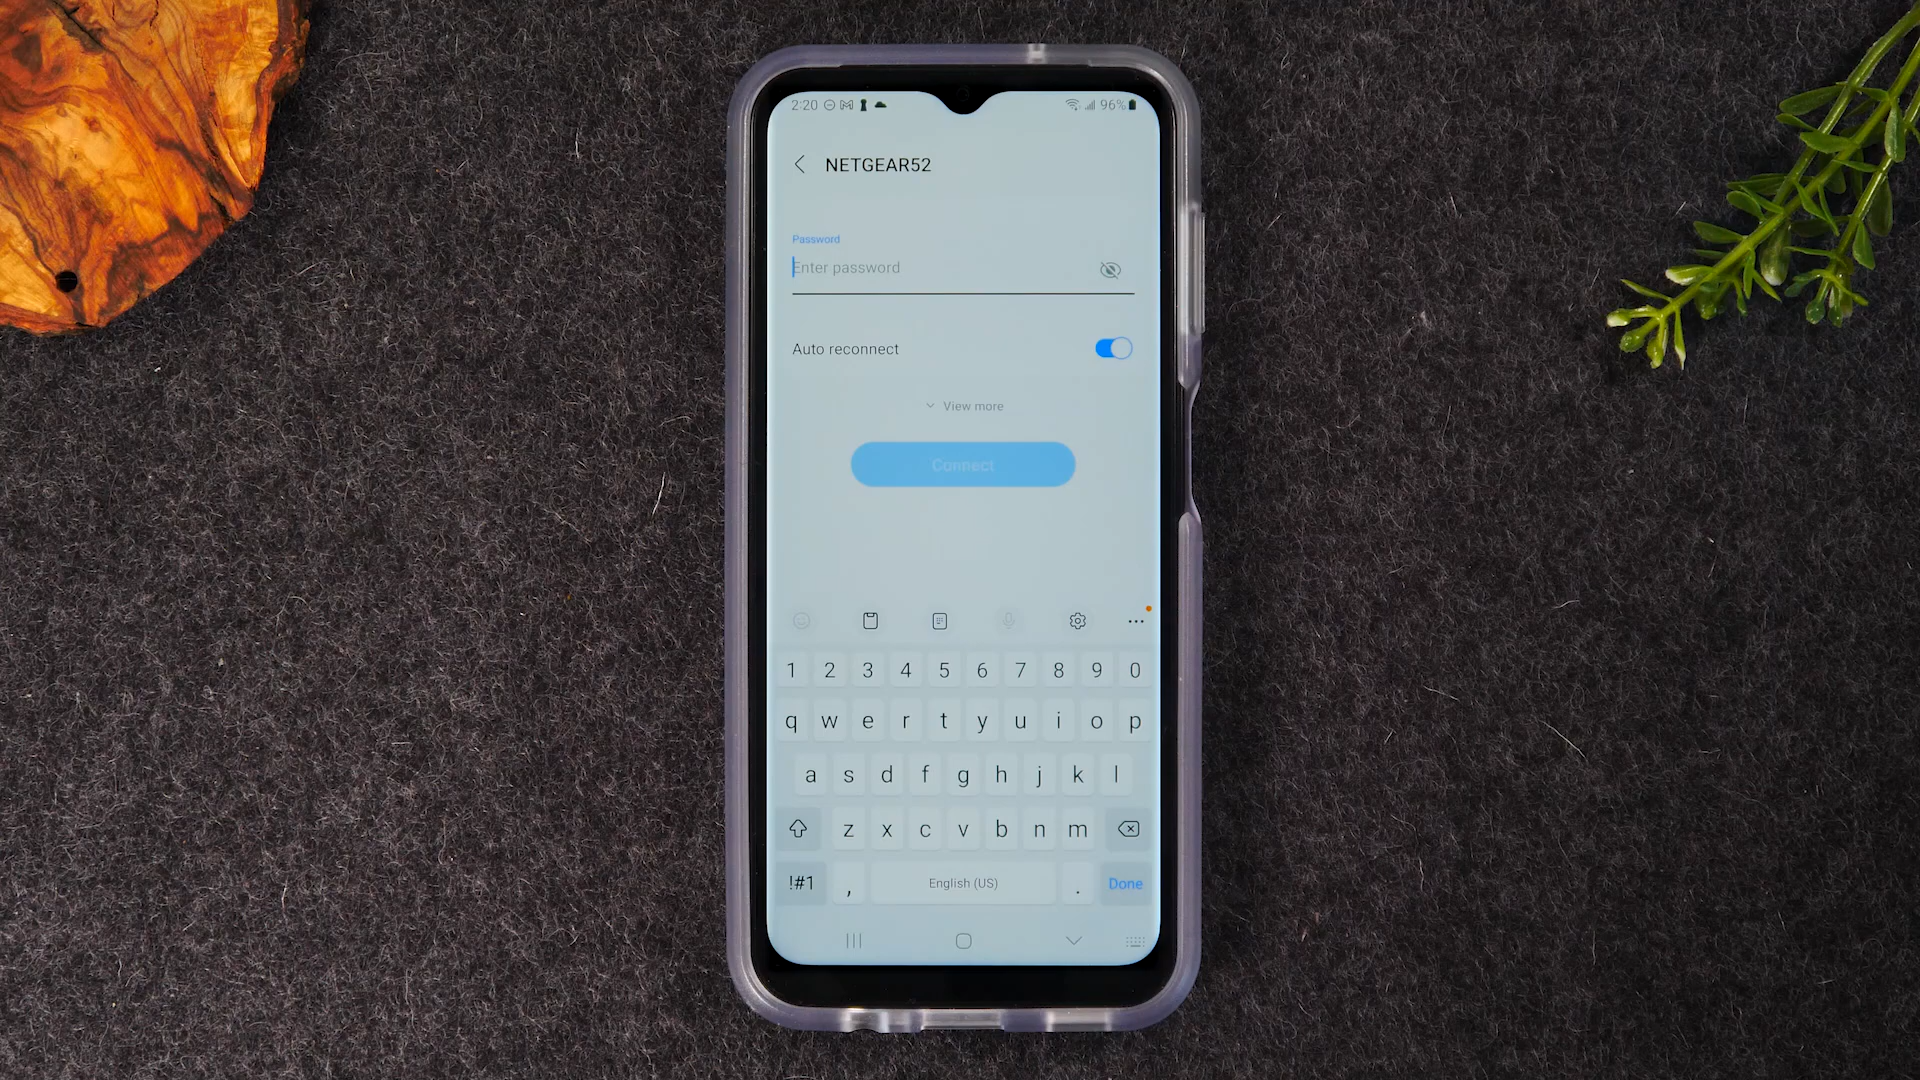 2:20 96%
NETGEAR52
Password
Enter password
Auto reconnect
View more
Connect
1 2 3 4 5 6 7 8 9 0
q w e r t y u i o p
a s d f g h j k l
z x c v b n m
!#1 , English (US) . Done